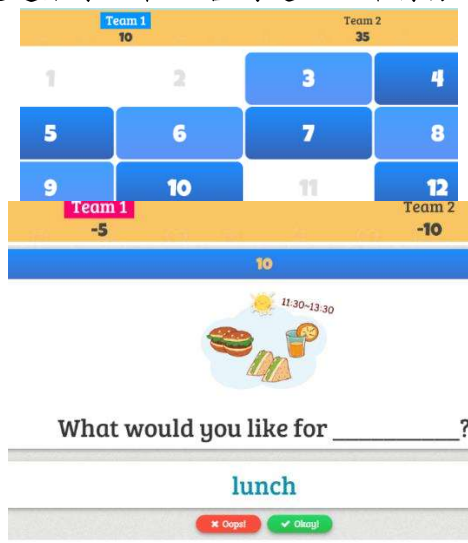 Team 1 Team 2
10 35
1 2 3 4
5 6 7 8
9 10 11 12
Team 1 Team 2
-5 -10
10
11:30~13:30
What would you like for __________?
lunch
✖ Oops! ✔ Okay!